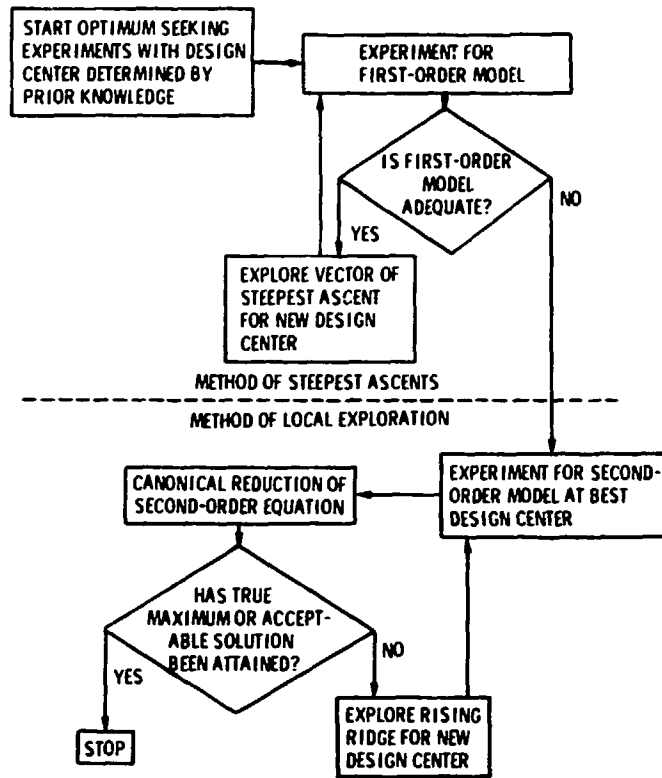 START OPTIMUM SEEKING
EXPERIMENTS WITH DESIGN
CENTER DETERMINED BY
PRIOR KNOWLEDGE
EXPERIMENT FOR
FIRST-ORDER MODEL
IS FIRST-ORDER
MODEL
ADEQUATE?
YES
NO
EXPLORE VECTOR OF
STEEPEST ASCENT
FOR NEW DESIGN
CENTER
METHOD OF STEEPEST ASCENTS
METHOD OF LOCAL EXPLORATION
EXPERIMENT FOR SECOND-
ORDER MODEL AT BEST
DESIGN CENTER
CANONICAL REDUCTION OF
SECOND-ORDER EQUATION
HAS TRUE
MAXIMUM OR ACCEPT-
ABLE SOLUTION
BEEN ATTAINED?
YES
NO
STOP
EXPLORE RISING
RIDGE FOR NEW
DESIGN CENTER